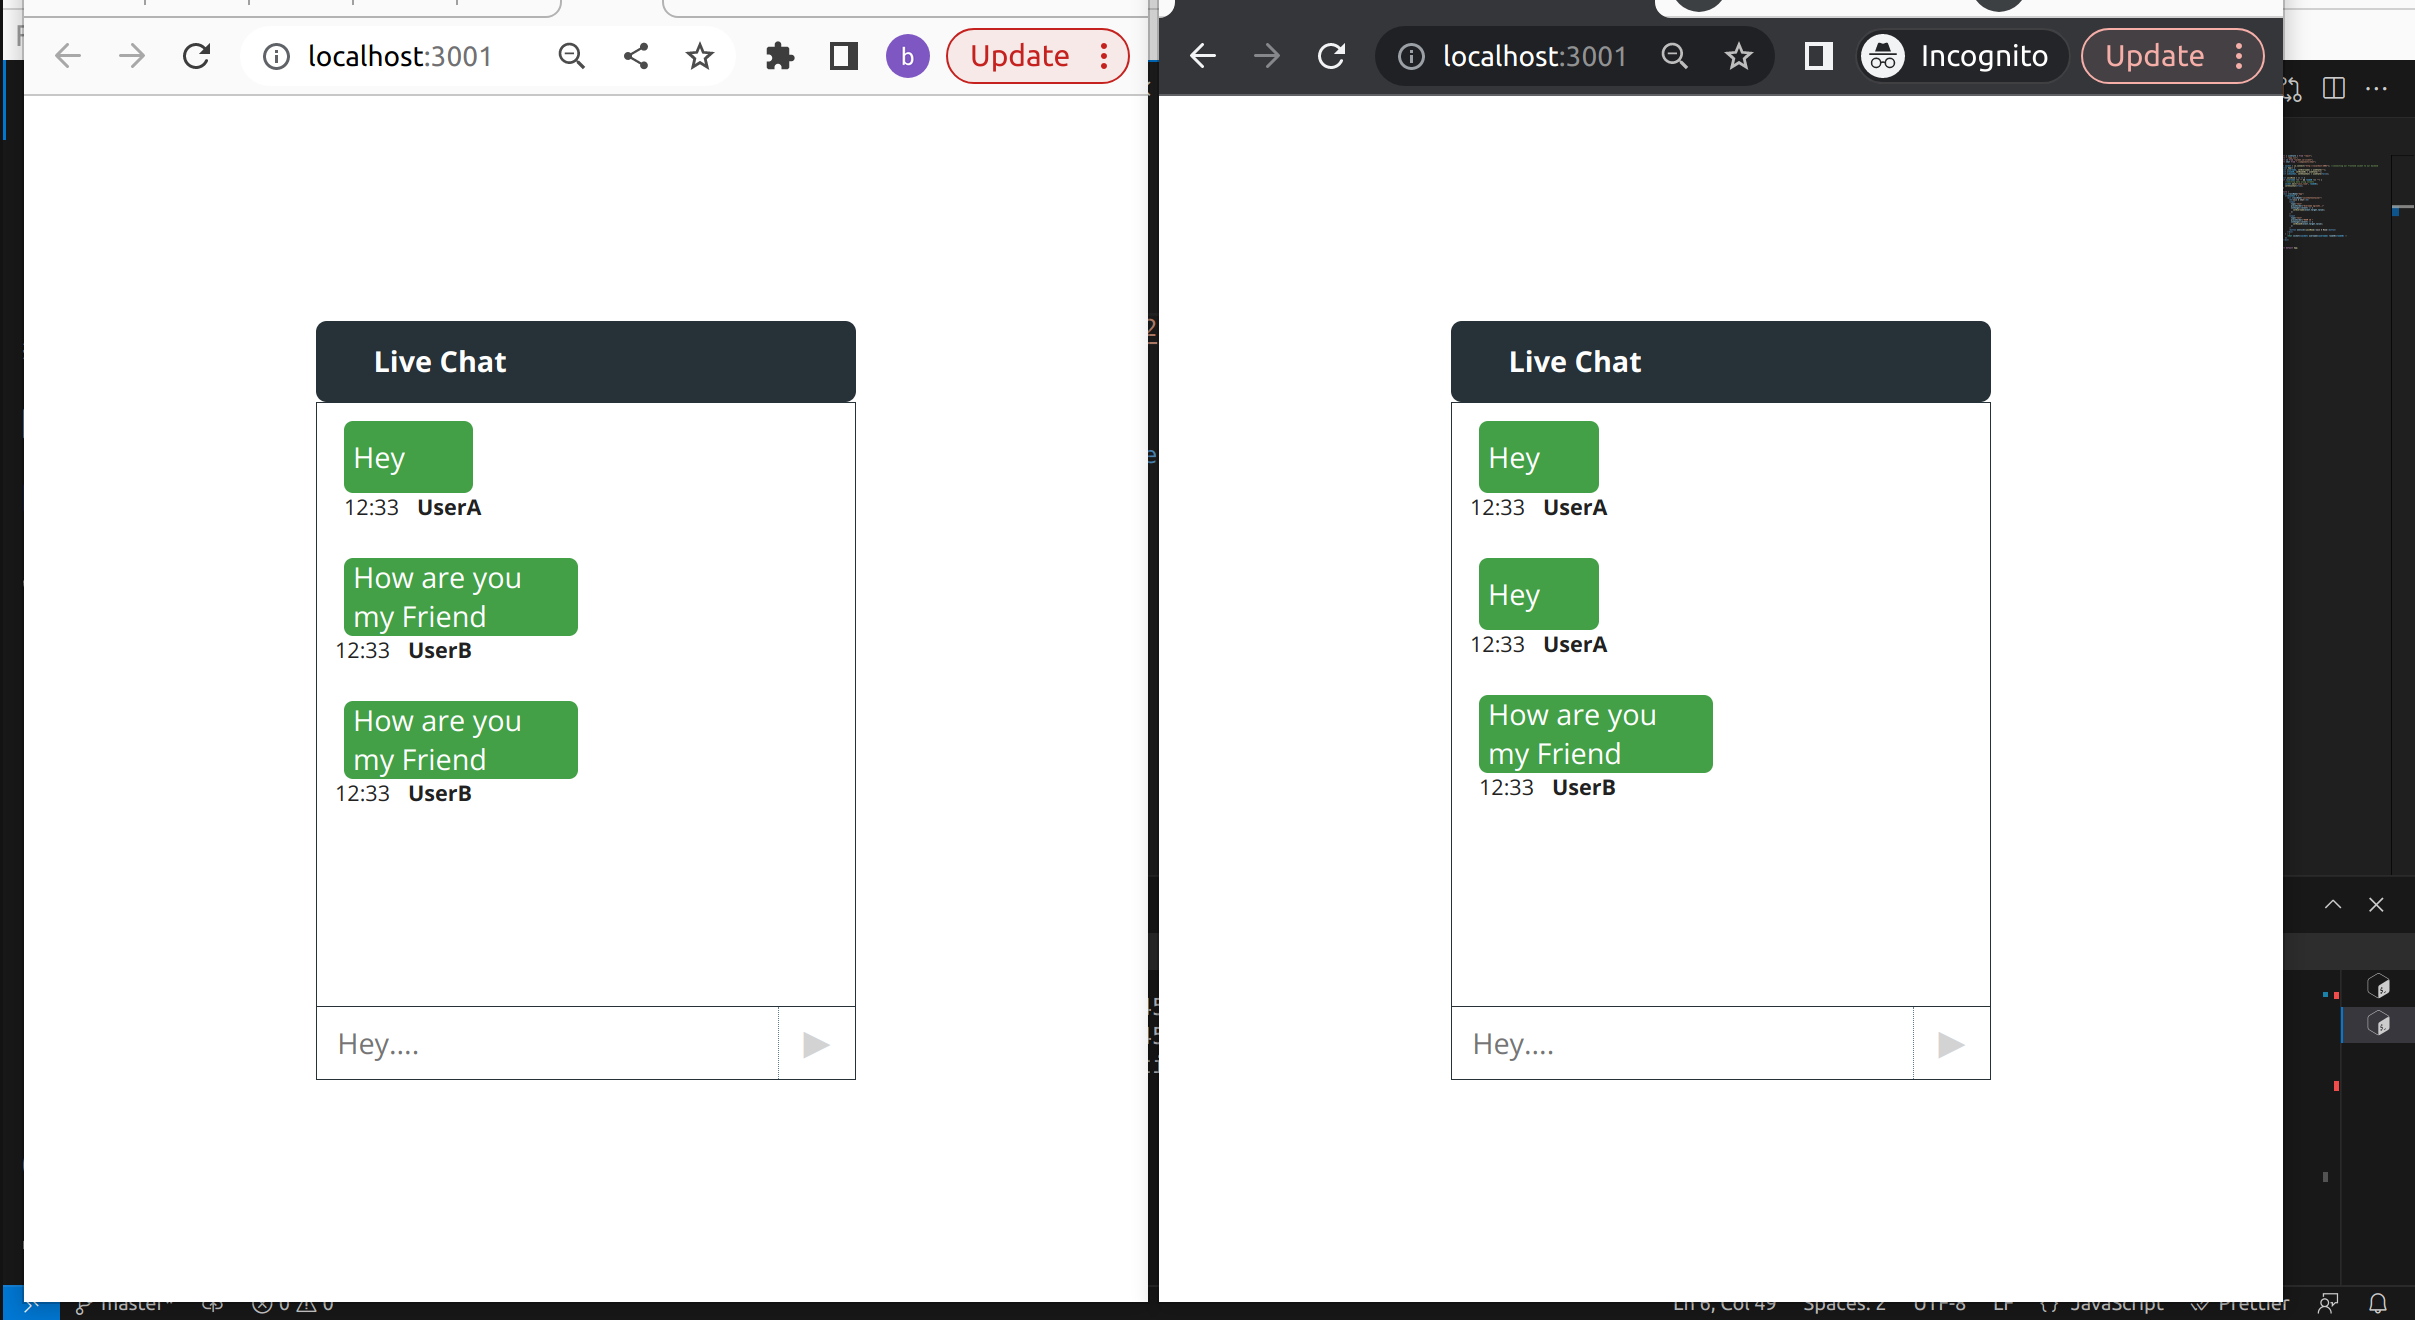 localhost:3001
b
Update
Live Chat
Hey
12:33 UserA
How are you
my Friend
12:33 UserB
How are you
my Friend
12:33 UserB
Hey....
localhost:3001
Incognito
Update
Live Chat
Hey
12:33 UserA
Hey
12:33 UserA
How are you
my Friend
12:33 UserB
Hey....
master* 0 0
Ln 6, Col 49 Spaces: 2 UTF-8 LF {} JavaScript Prettier